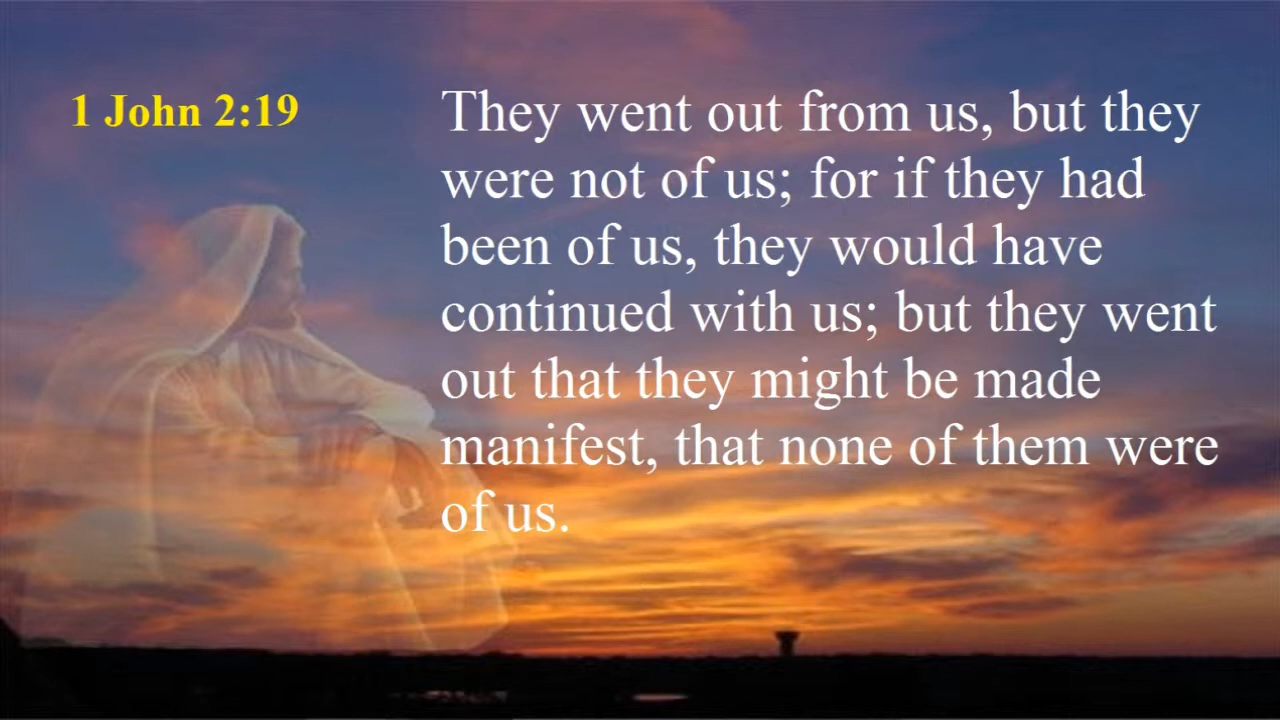 1 John 2:19
They went out from us, but they
were not of us; for if they had
been of us, they would have
continued with us; but they went
out that they might be made
manifest, that none of them were
of us.